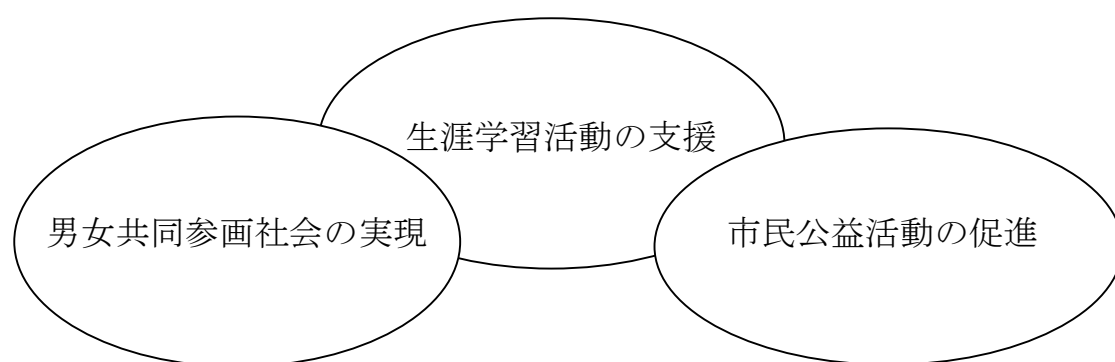 生涯学習活動の支援
男女共同参画社会の実現
市民公益活動の促進